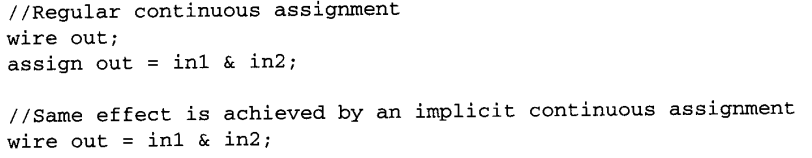 //Regular continuous assignment
wire out;
assign out = in1 & in2;

//Same effect is achieved by an implicit continuous assignment
wire out = in1 & in2;